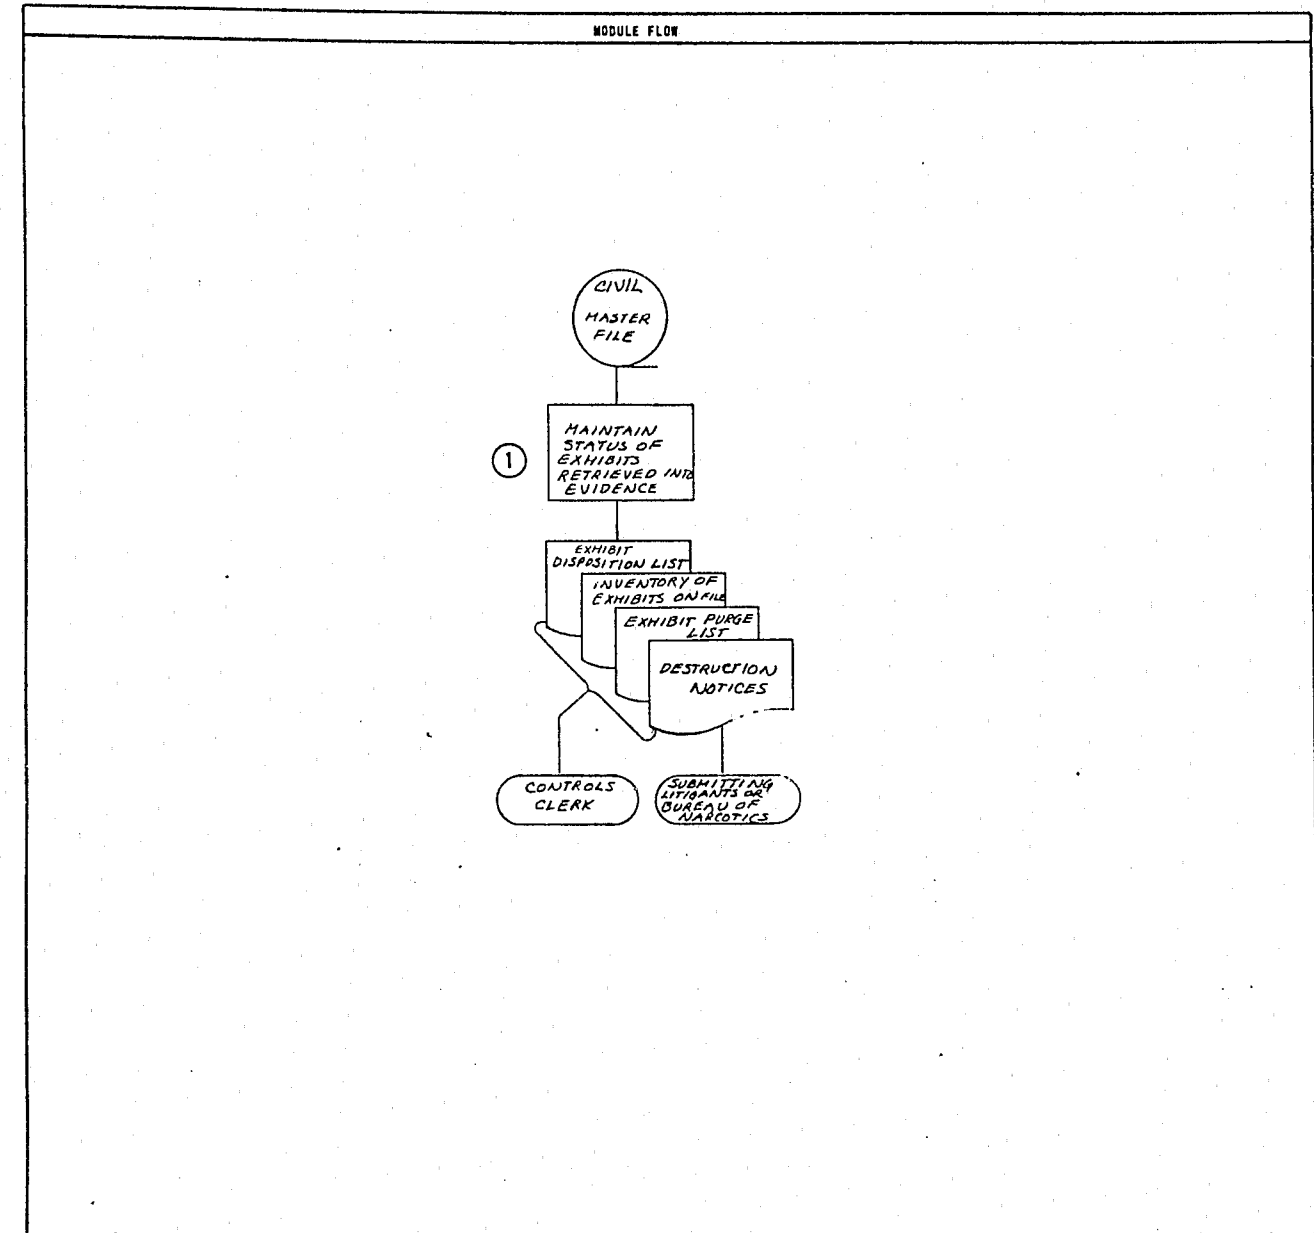 MODULE FLOW
CIVIL
MASTER
FILE
1
MAINTAIN
STATUS OF
EXHIBITS
RETRIEVED INTO
EVIDENCE
EXHIBIT
DISPOSITION LIST
INVENTORY OF
EXHIBITS ON FILE
EXHIBIT PURGE
LIST
DESTRUCTION
NOTICES
CONTROLS
CLERK
SUBMITTING
LITIGANTS OR
BUREAU OF
NARCOTICS